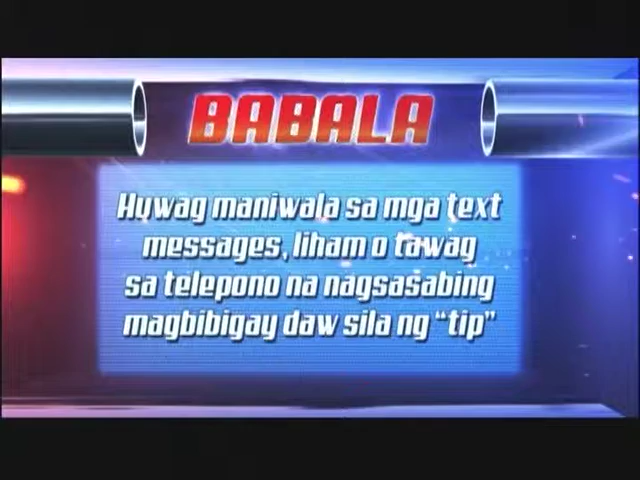 BABALA
Huwag maniwala sa mga text
messages, liham o tawag
sa telepono na nagsasabing
magbibigay daw sila ng "tip"